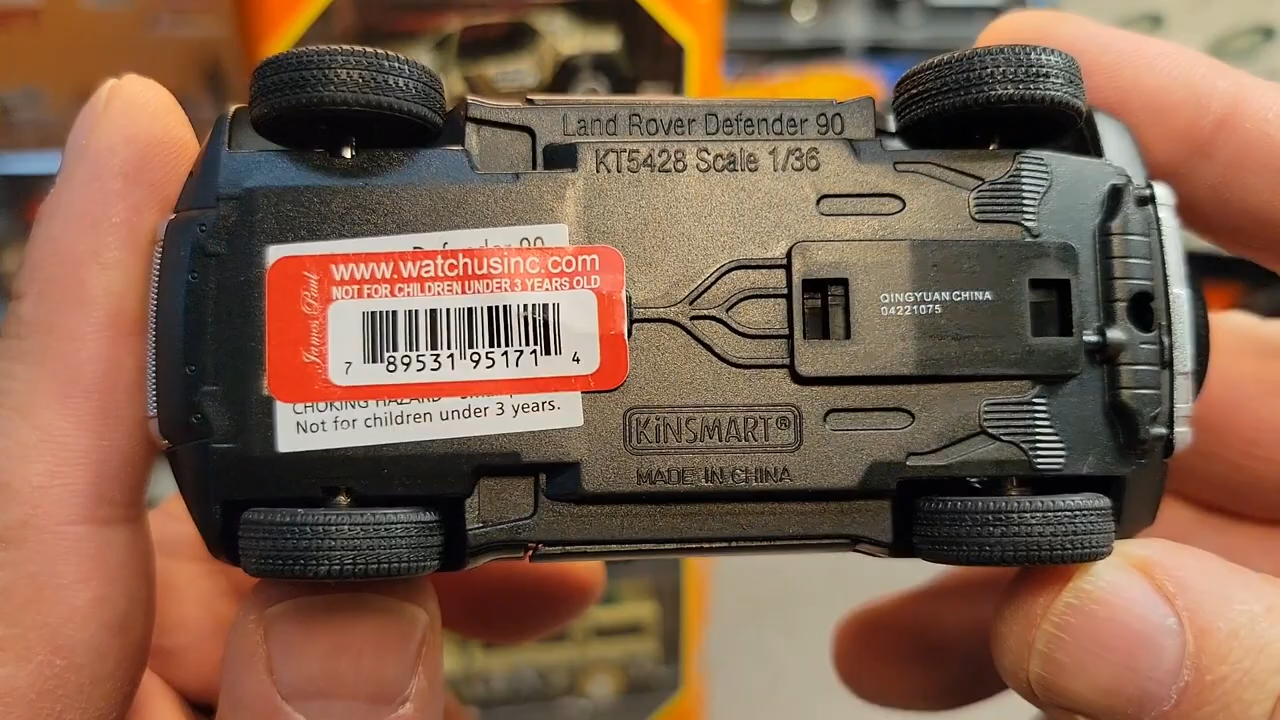 Land Rover Defender 90
KT5428 Scale 1/36
Defender 90
www.watchusinc.com
NOT FOR CHILDREN UNDER 3 YEARS OLD
James Paul
7 89531 95171 4
CHOKING HAZARD
Not for children under 3 years.
QINGYUAN CHINA
04221075
KiNSMART®
MADE IN CHINA